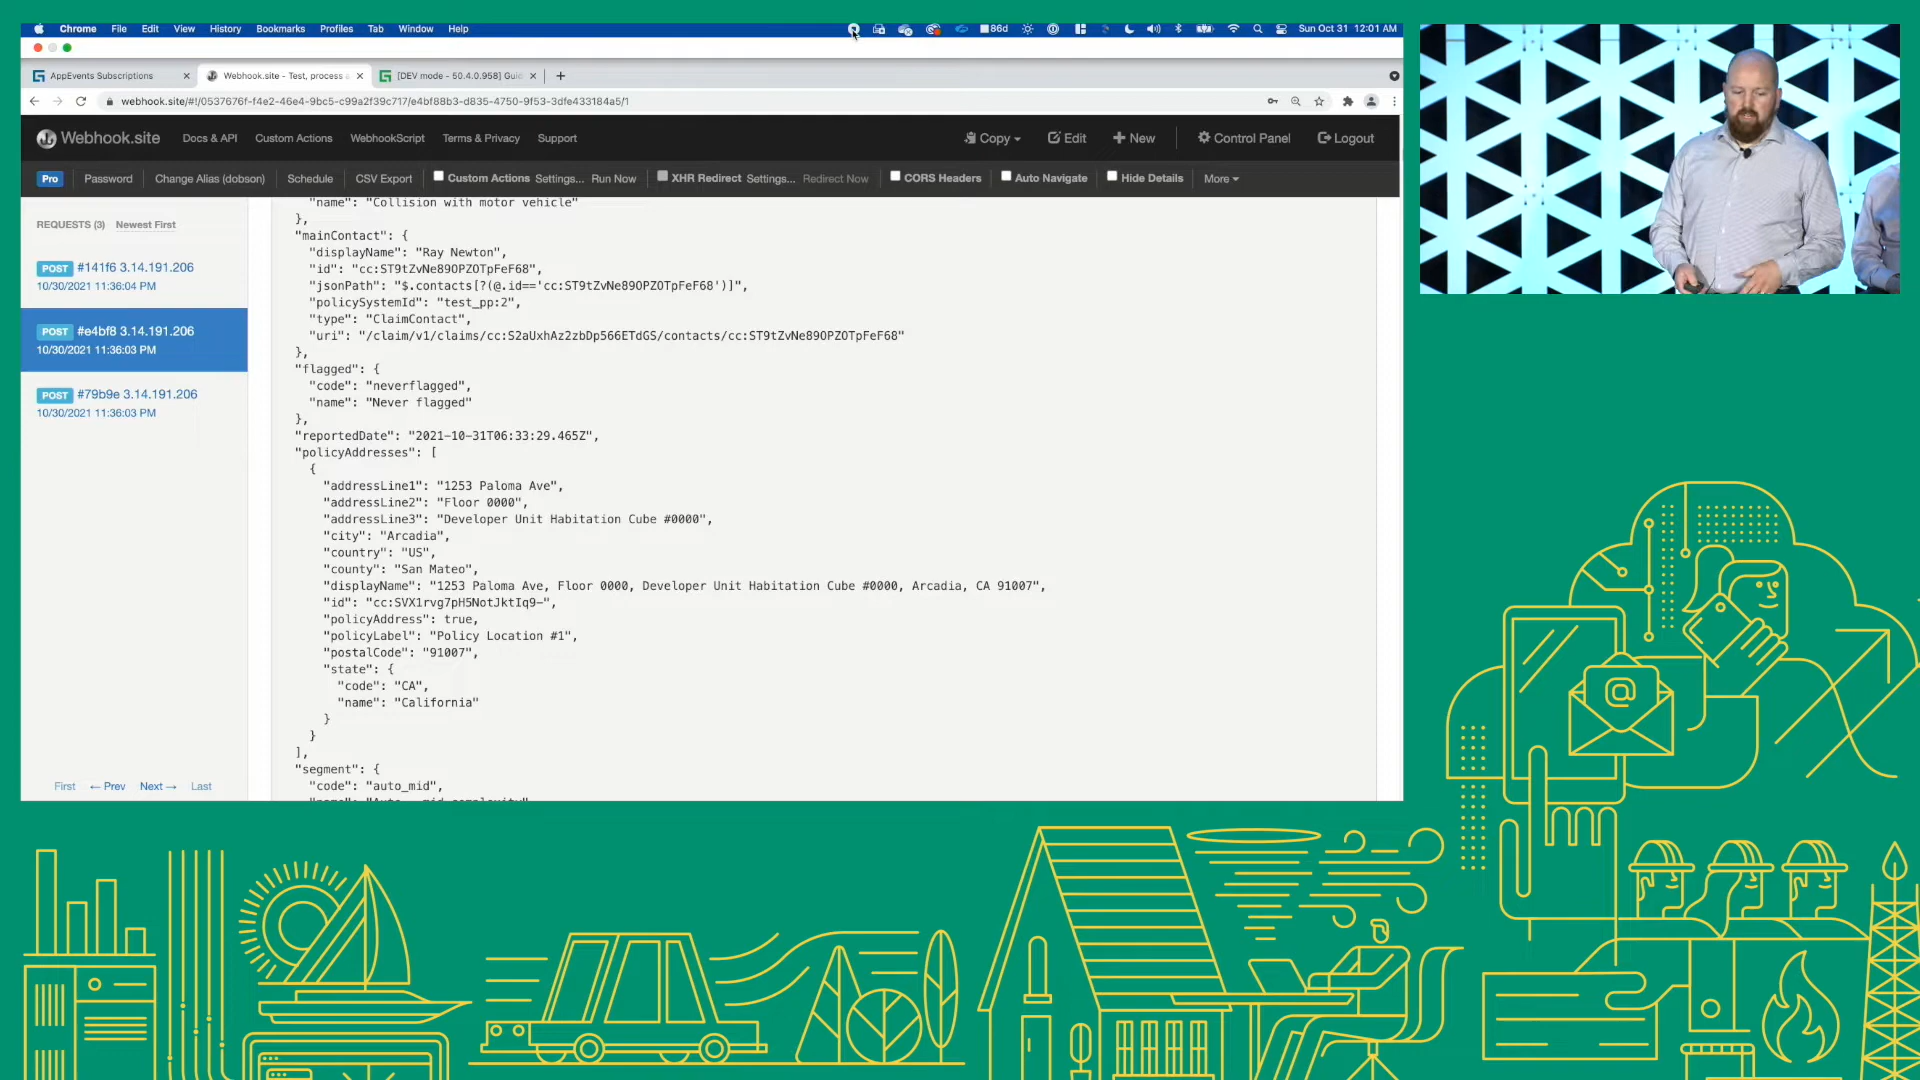 Chrome File Edit View History Bookmarks Profiles Tab Window Help 86d Sun Oct 31 12:01 AM
AppEvents Subscriptions
Webhook.site - Test, process
[DEV mode - 50.4.0.958] Guid
webhook.site/#!/0537676f-f4e2-46e4-9bc5-c99a2f39c717/e4bf88b3-d835-4750-9f53-3dfe433184a5/1
Webhook.site Docs & API Custom Actions WebhookScript Terms & Privacy Support Copy Edit New Control Panel Logout
Pro Password Change Alias (dobson) Schedule CSV Export Custom Actions Settings... Run Now XHR Redirect Settings... Redirect Now CORS Headers Auto Navigate Hide Details More
REQUESTS (3) Newest First
POST #141f6 3.14.191.206
10/30/2021 11:36:04 PM
POST #e4bf8 3.14.191.206
10/30/2021 11:36:03 PM
POST #79b9e 3.14.191.206
10/30/2021 11:36:03 PM
First ← Prev Next → Last
"name": "Collision with motor vehicle"
},
"mainContact": {
"displayName": "Ray Newton",
"id": "cc:ST9tZvNe89OPZOTpFeF68",
"jsonPath": "$.contacts[?(@.id=='cc:ST9tZvNe89OPZOTpFeF68')]",
"policySystemId": "test_pp:2",
"type": "ClaimContact",
"uri": "/claim/v1/claims/cc:S2aUxhAz2zbDp566ETdGS/contacts/cc:ST9tZvNe89OPZOTpFeF68"
},
"flagged": {
"code": "neverflagged",
"name": "Never flagged"
},
"reportedDate": "2021-10-31T06:33:29.465Z",
"policyAddresses": [
{
"addressLine1": "1253 Paloma Ave",
"addressLine2": "Floor 0000",
"addressLine3": "Developer Unit Habitation Cube #0000",
"city": "Arcadia",
"country": "US",
"county": "San Mateo",
"displayName": "1253 Paloma Ave, Floor 0000, Developer Unit Habitation Cube #0000, Arcadia, CA 91007",
"id": "cc:SVX1rvg7pH5NotJktIq9-",
"policyAddress": true,
"policyLabel": "Policy Location #1",
"postalCode": "91007",
"state": {
"code": "CA",
"name": "California"
}
}
],
"segment": {
"code": "auto_mid",